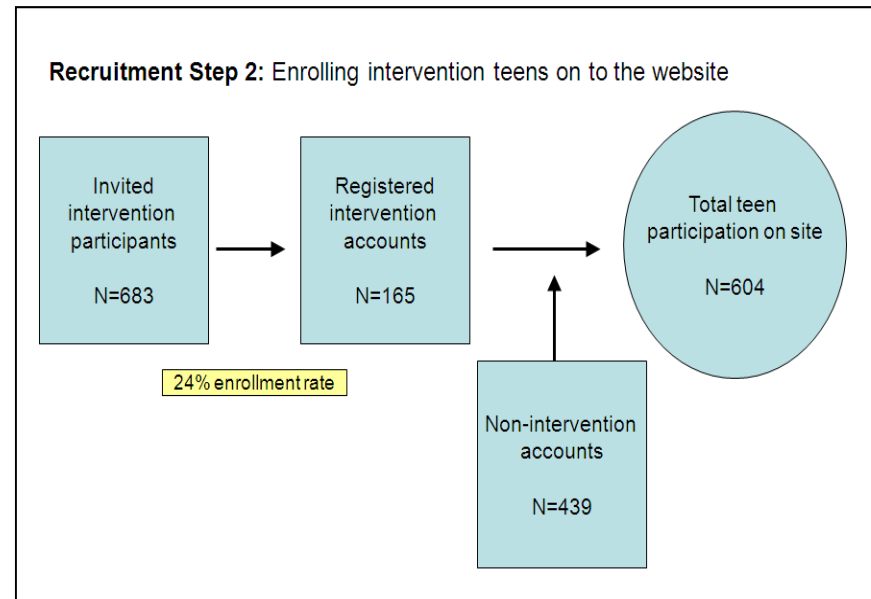 Recruitment Step 2: Enrolling intervention teens on to the website
Invited
intervention
participants
N=683
Registered
intervention
accounts
N=165
Total teen
participation on site
N=604
24% enrollment rate
Non-intervention
accounts
N=439